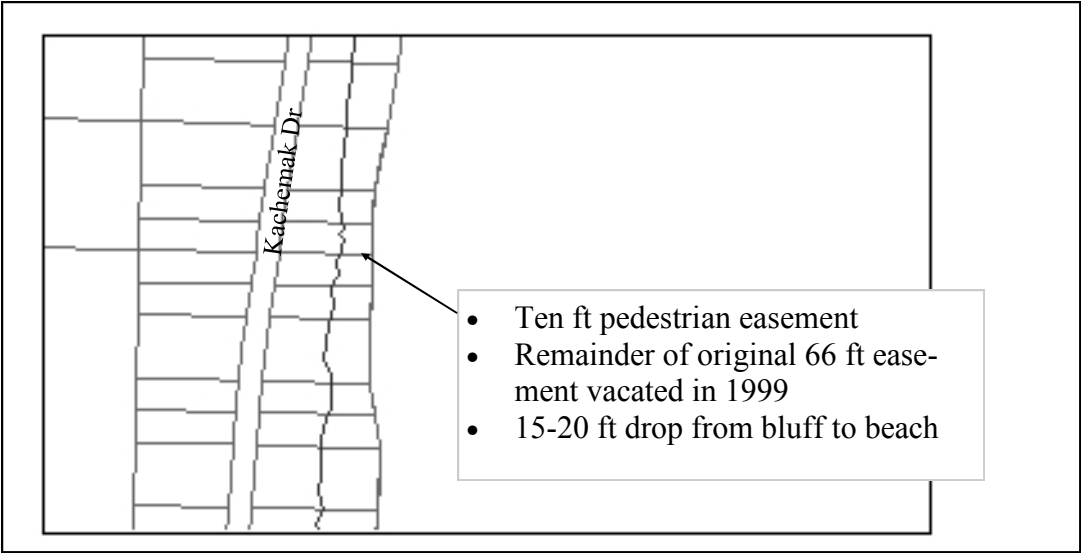 Kachemak Dr
• Ten ft pedestrian easement
• Remainder of original 66 ft ease-
ment vacated in 1999
• 15-20 ft drop from bluff to beach